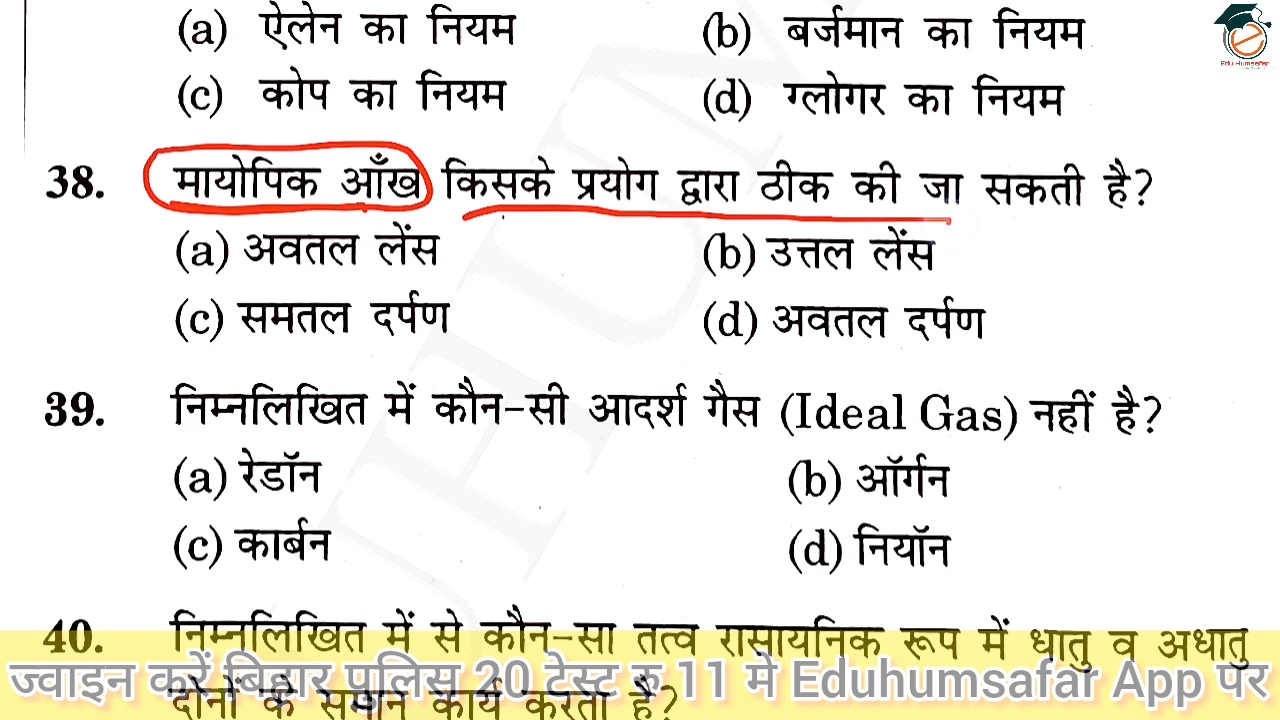 (a) ऐलेन का नियम (b) बर्जमान का नियम
Edu Humsafar
(c) कोप का नियम (d) ग्लोगर का नियम
38. मायोपिक आँख किसके प्रयोग द्वारा ठीक की जा सकती है?
(a) अवतल लेंस (b) उत्तल लेंस
(c) समतल दर्पण (d) अवतल दर्पण
39. निम्नलिखित में कौन-सी आदर्श गैस (Ideal Gas) नहीं है?
(a) रेडॉन (b) ऑर्गन
(c) कार्बन (d) नियॉन
40. निम्नलिखित में से कौन-सा तत्व रासायनिक रूप में धातु व अधातु
ज्वाइन करें बिहार पुलिस 20 टेस्ट रु 11 मे Eduhumsafar App पर
दोनों के समान कार्य करता है?